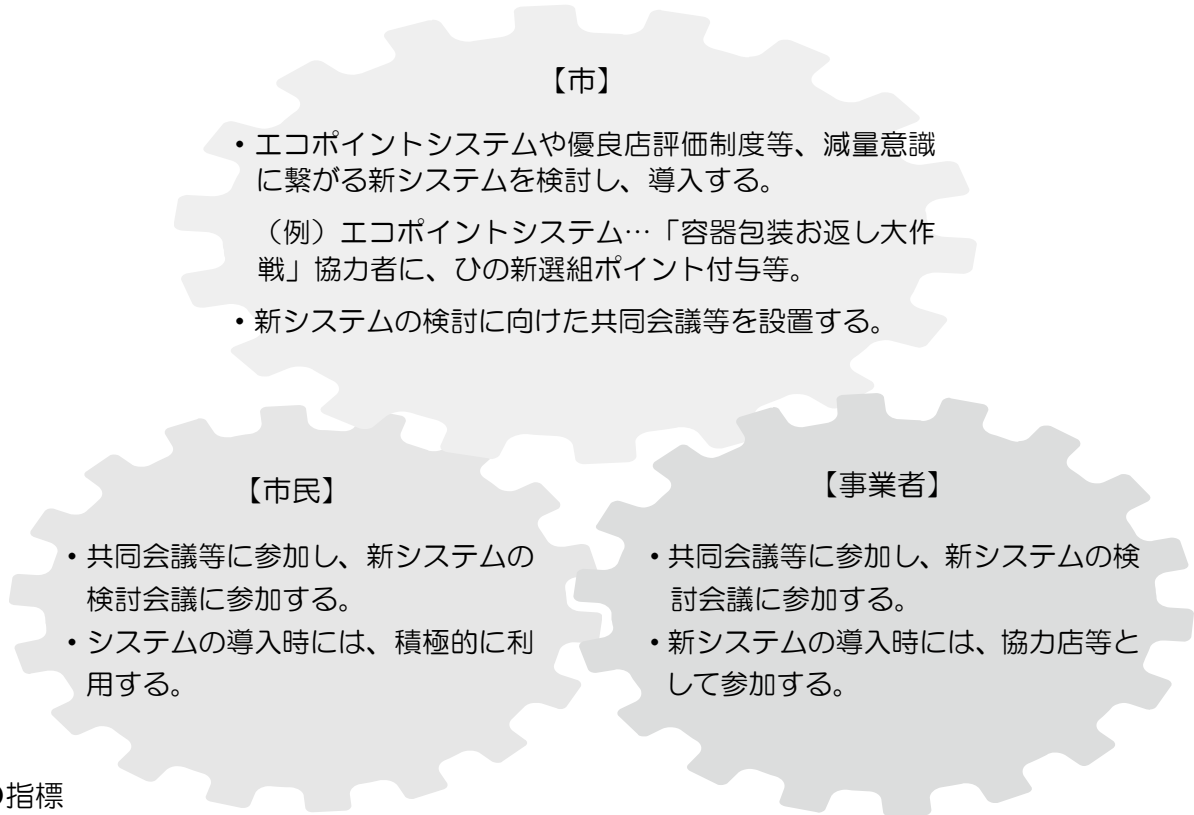 【市】
・エコポイントシステムや優良店評価制度等、減量意識
に繋がる新システムを検討し、導入する。
（例）エコポイントシステム…「容器包装お返し大作
戦」協力者に、ひの新選組ポイント付与等。
・新システムの検討に向けた共同会議等を設置する。
【市民】
・共同会議等に参加し、新システムの
検討会議に参加する。
・システムの導入時には、積極的に利
用する。
【事業者】
・共同会議等に参加し、新システムの検
討会議に参加する。
・新システムの導入時には、協力店等と
して参加する。
指標